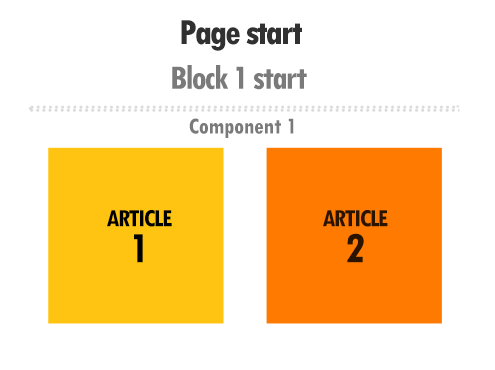 Page start
Block 1 start
Component 1
ARTICLE
1
ARTICLE
2